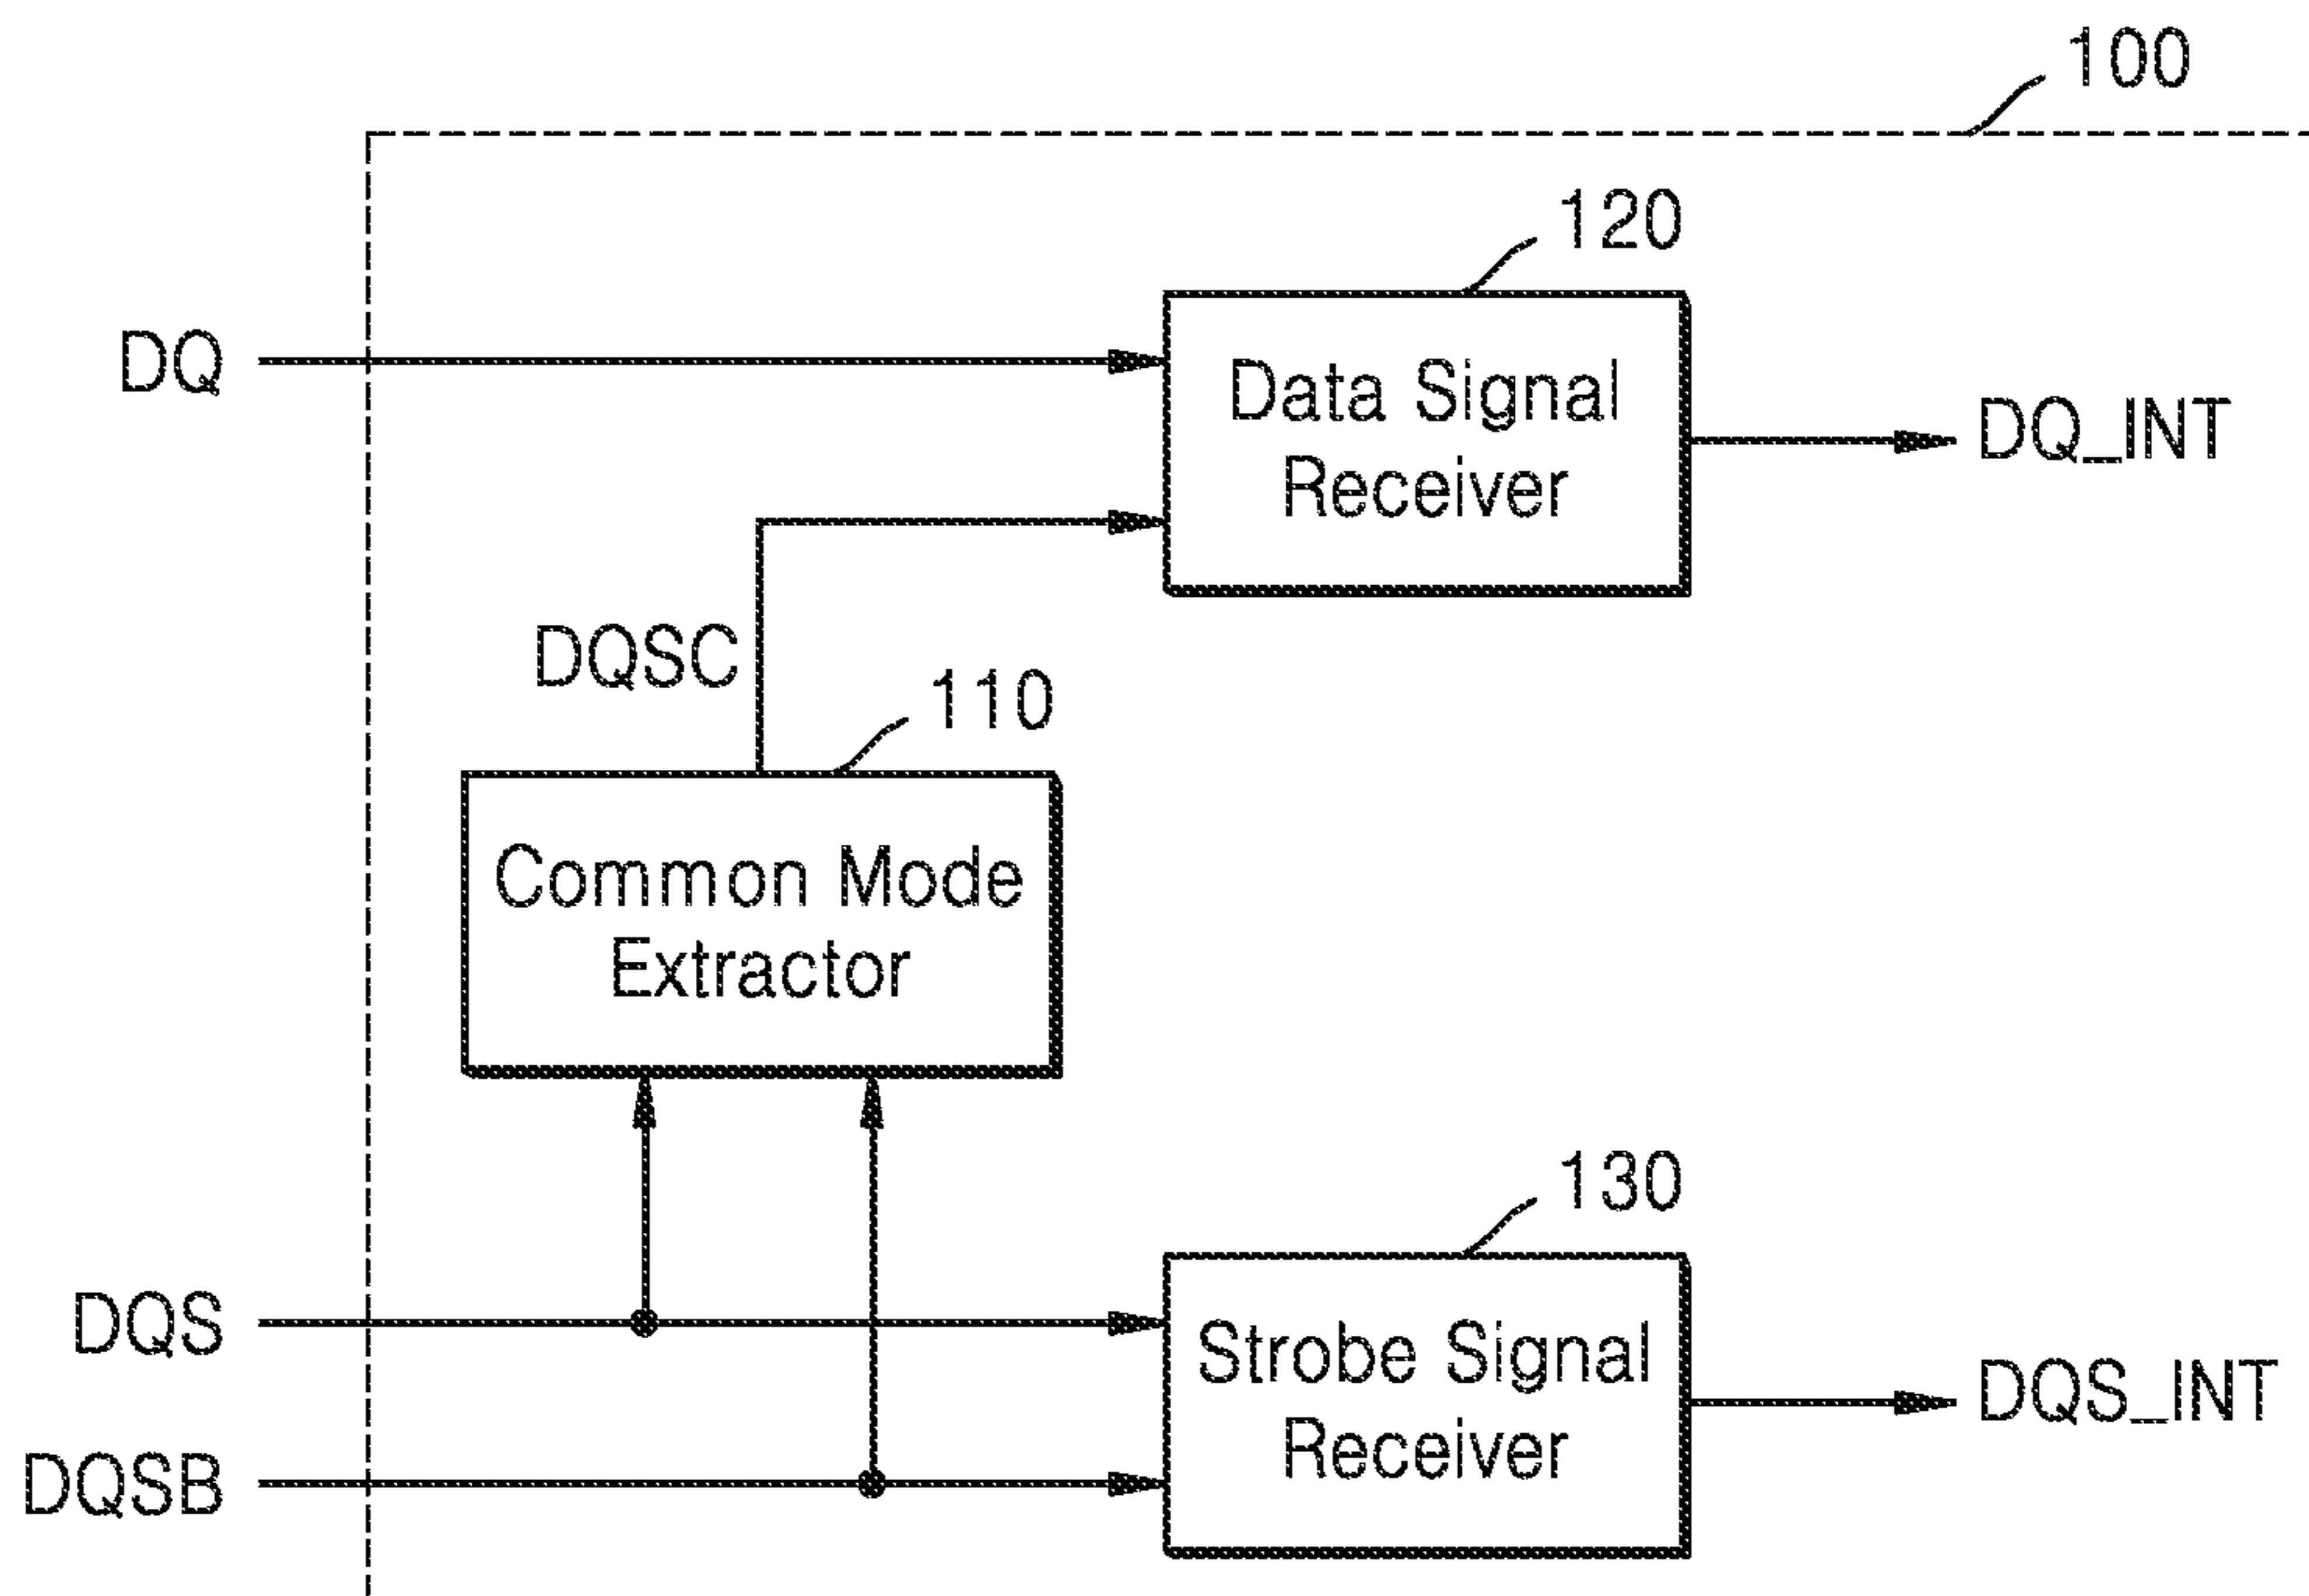 100
120
DQ
Data Signal
Receiver
DQ_INT
DQSC
110
Common Mode
Extractor
130
DQS
Strobe Signal
Receiver
DQS_INT
DQSB